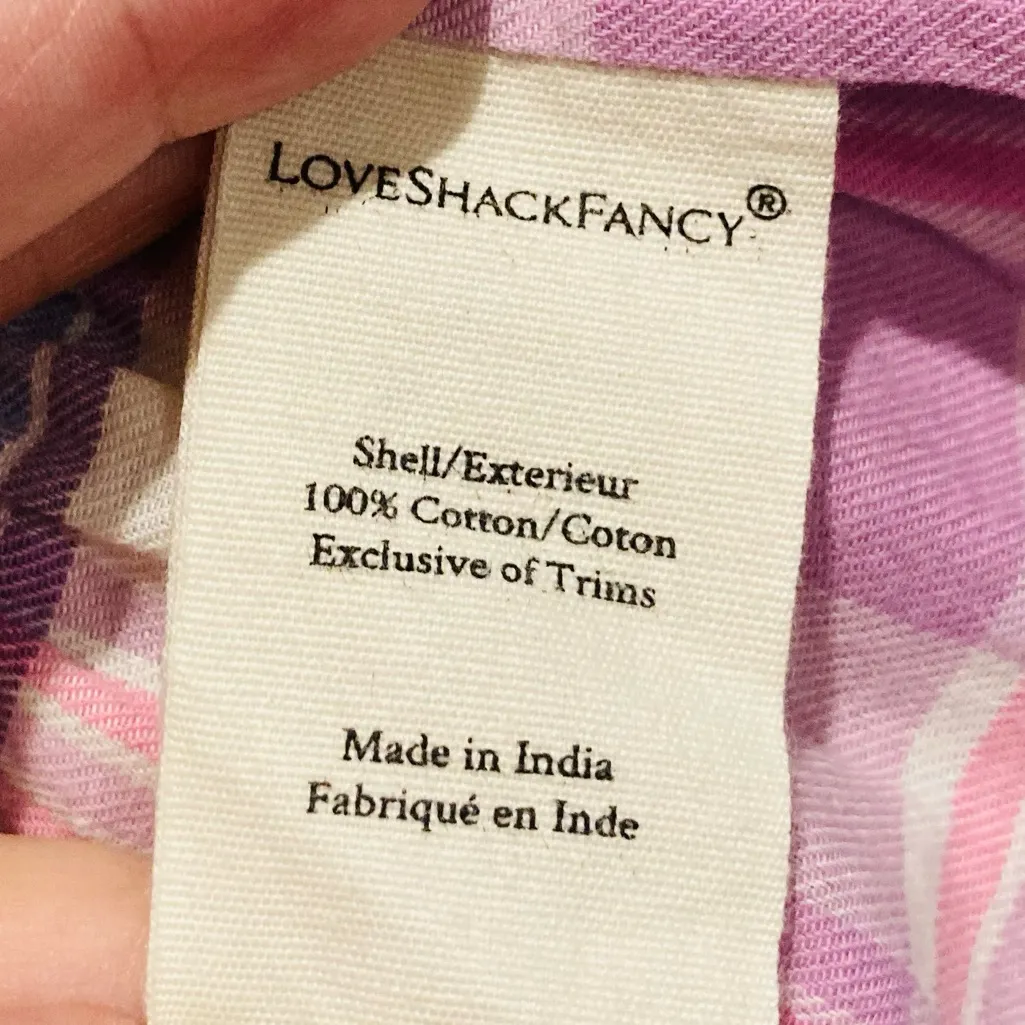 LOVESHACKFANCY®
Shell/Exterieur
100% Cotton/Coton
Exclusive of Trims
Made in India
Fabriqué en Inde